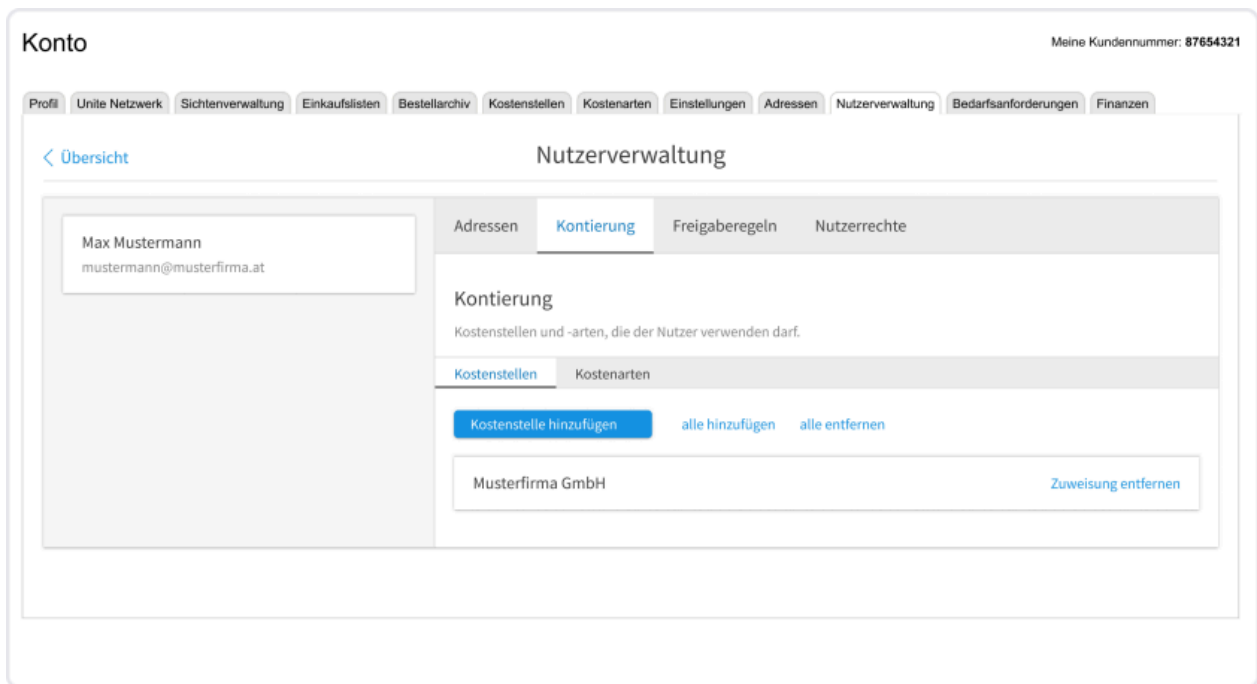 Konto
Meine Kundennummer: 87654321
Profil Unite Netzwerk Sichtenverwaltung Einkaufslisten Bestellarchiv Kostenstellen Kostenarten Einstellungen Adressen Nutzerverwaltung Bedarfsanforderungen Finanzen
Übersicht
Nutzerverwaltung
Max Mustermann
mustermann@musterfirma.at
Adressen Kontierung Freigaberegeln Nutzerrechte
Kontierung
Kostenstellen und -arten, die der Nutzer verwenden darf.
Kostenstellen Kostenarten
Kostenstelle hinzufügen alle hinzufügen alle entfernen
Musterfirma GmbH Zuweisung entfernen